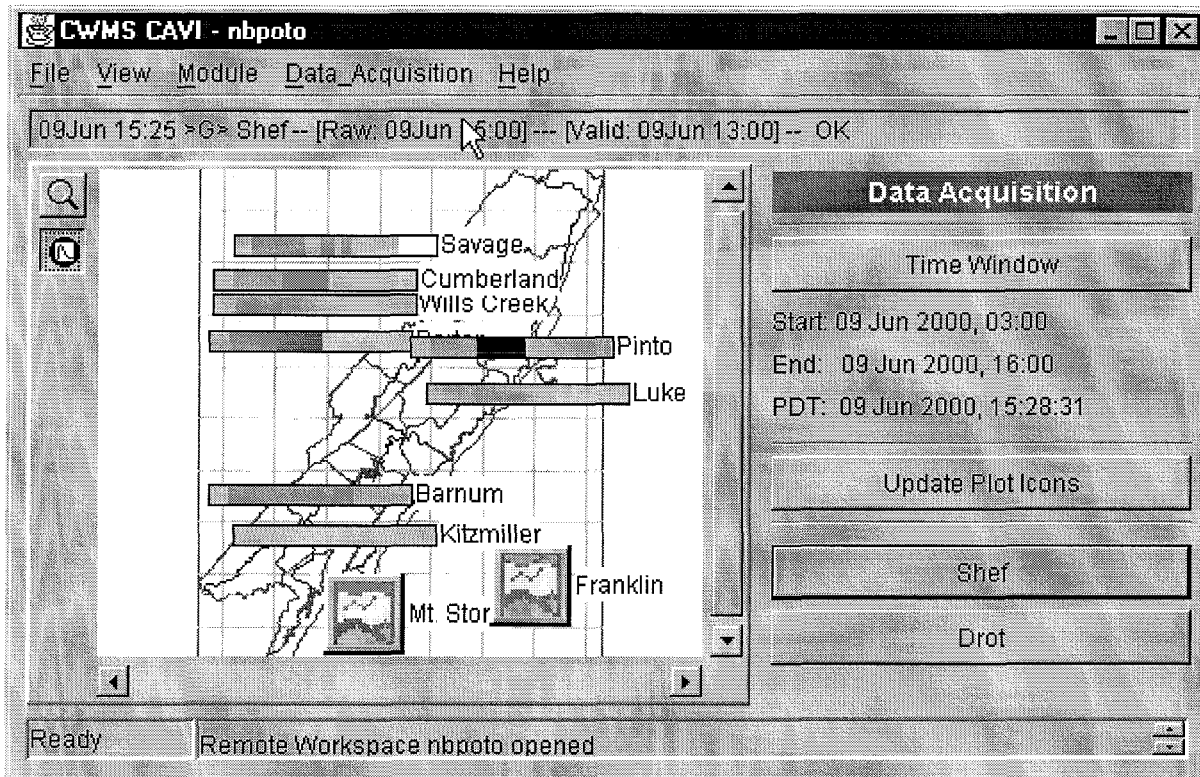 CWMS CAVI - nbpoto
File View Module Data_Acquisition Help
09Jun 15:25 >G> Shef -- [Raw: 09Jun 5:00] --- [Valid: 09Jun 13:00] -- OK
Data Acquisition
Time Window
Start: 09 Jun 2000, 03:00
End: 09 Jun 2000, 16:00
PDT: 09 Jun 2000, 15:28:31
Update Plot Icons
Shef
Drot
Savage
Cumberland
Wills Creek
Pinto
Luke
Barnum
Kitzmiller
Franklin
Mt. Stor
Ready
Remote Workspace nbpoto opened